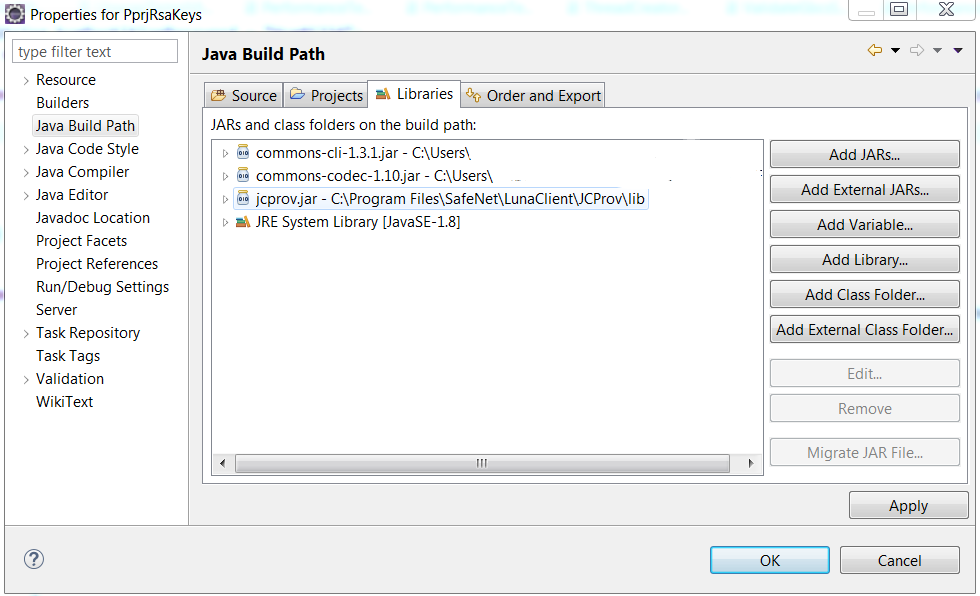 Properties for PprjRsaKeys
type filter text
Resource
Builders
Java Build Path
Java Code Style
Java Compiler
Java Editor
Javadoc Location
Project Facets
Project References
Run/Debug Settings
Server
Task Repository
Task Tags
Validation
WikiText
Java Build Path
Source Projects Libraries Order and Export
JARs and class folders on the build path:
commons-cli-1.3.1.jar - C:\Users\
commons-codec-1.10.jar - C:\Users\
jcprov.jar - C:\Program Files\SafeNet\LunaClient\JCProv\lib
JRE System Library [JavaSE-1.8]
Add JARs...
Add External JARs...
Add Variable...
Add Library...
Add Class Folder...
Add External Class Folder...
Edit...
Remove
Migrate JAR File...
Apply
?
OK Cancel